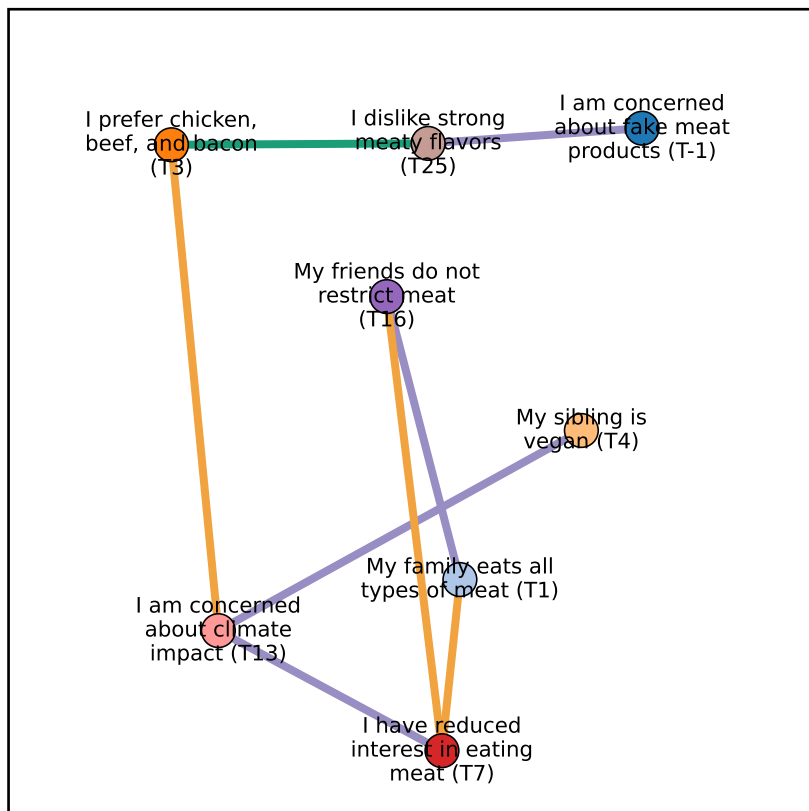 I prefer chicken,
beef, and bacon
(T3)
I dislike strong
meaty flavors
(T25)
I am concerned
about fake meat
products (T-1)
My friends do not
restrict meat
(T16)
My sibling is
vegan (T4)
My family eats all
types of meat (T1)
I am concerned
about climate
impact (T13)
I have reduced
interest in eating
meat (T7)